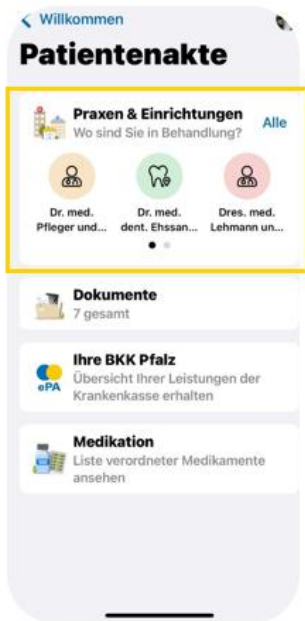 Willkommen
Patientenakte
Praxen & Einrichtungen
Wo sind Sie in Behandlung?
Alle
Dr. med.
Pfleger und...
Dr. med.
dent. Ehssan...
Dres. med.
Lehmann un...
Dokumente
7 gesamt
ePA
Ihre BKK Pfalz
Übersicht Ihrer Leistungen der
Krankenkasse erhalten
Medikation
Liste verordneter Medikamente
ansehen